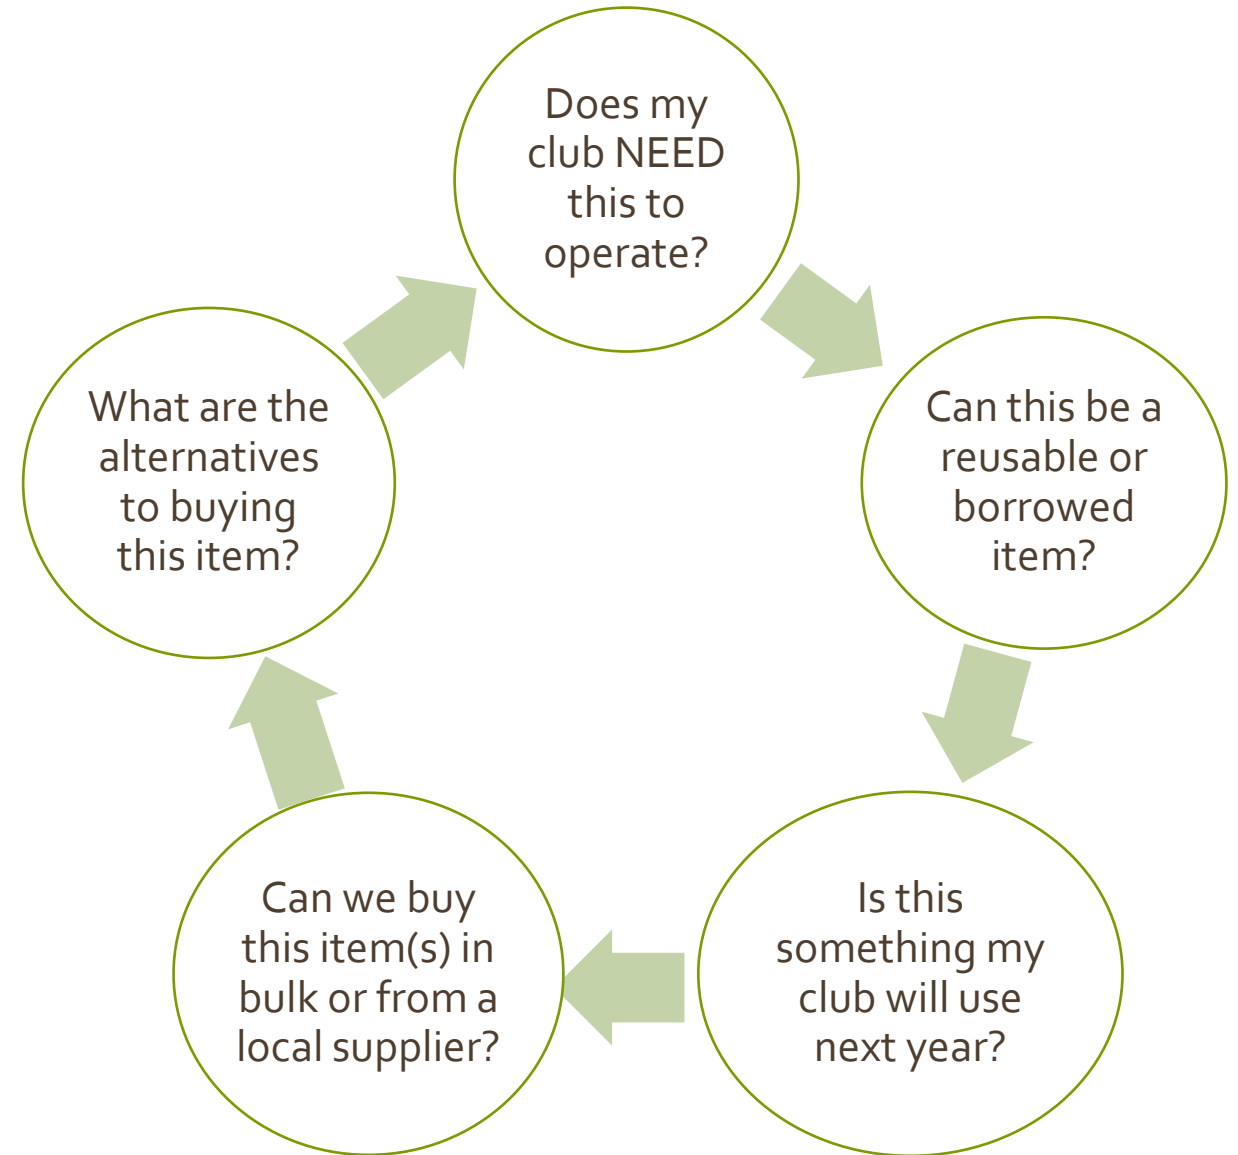 Does my
club NEED
this to
operate?
Can this be a
reusable or
borrowed
item?
Is this
something my
club will use
next year?
Can we buy
this item(s) in
bulk or from a
local supplier?
What are the
alternatives
to buying
this item?